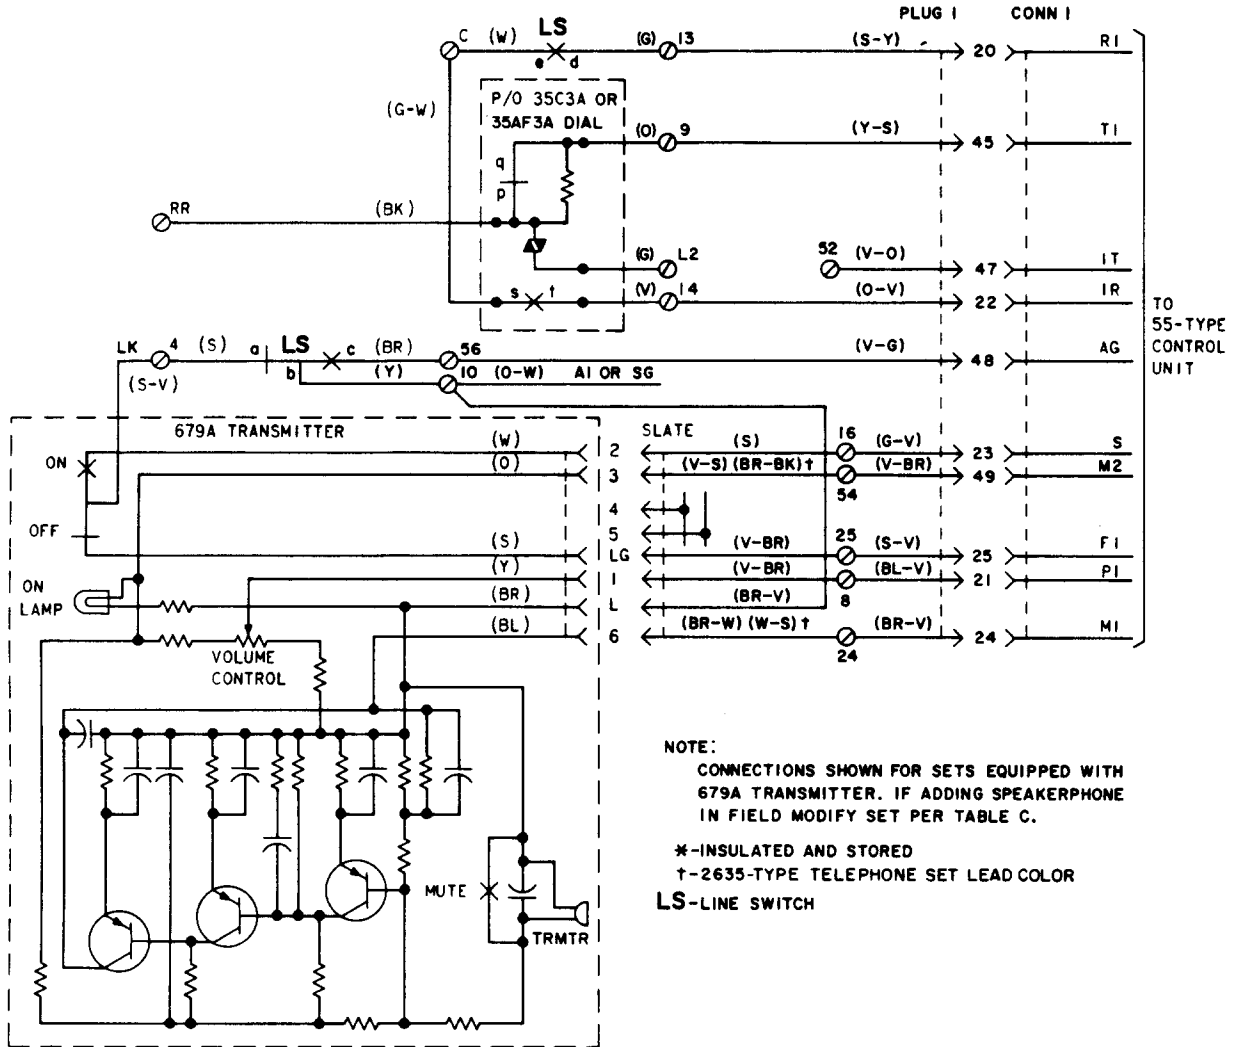 PLUG 1 CONN 1
C (W) LS (G) 13 (S-Y) 20 R1
e d
(G-W)
P/O 35C3A OR
35AF3A DIAL
(O) 9 (Y-S) 45 T1
q
p
RR (BK)
(G) L2 52 (V-O) 47 IT
s t (V) 14 (O-V) 22 IR
TO
55-TYPE
CONTROL
UNIT
LK 4 (S) a LS c (BR) 56 (V-G) 48 AG
(S-V) b (Y) 10 (O-W) A1 OR SG
679A TRANSMITTER SLATE
ON (W) 2 (S) 16 (G-V) 23 S
(O) 3 (V-S) (BR-BK)† 54 (V-BR) 49 M2
4
OFF 5
(S) LG (V-BR) 25 (S-V) 25 F1
(Y) 1 (V-BR) 8 (BL-V) 21 P1
ON
LAMP
(BR) L (BR-V)
(BL) 6 (BR-W) (W-S)† 24 (BR-V) 24 M1
VOLUME
CONTROL
MUTE
TRMTR
NOTE:
CONNECTIONS SHOWN FOR SETS EQUIPPED WITH
679A TRANSMITTER. IF ADDING SPEAKERPHONE
IN FIELD MODIFY SET PER TABLE C.
*-INSULATED AND STORED
†-2635-TYPE TELEPHONE SET LEAD COLOR
LS-LINE SWITCH